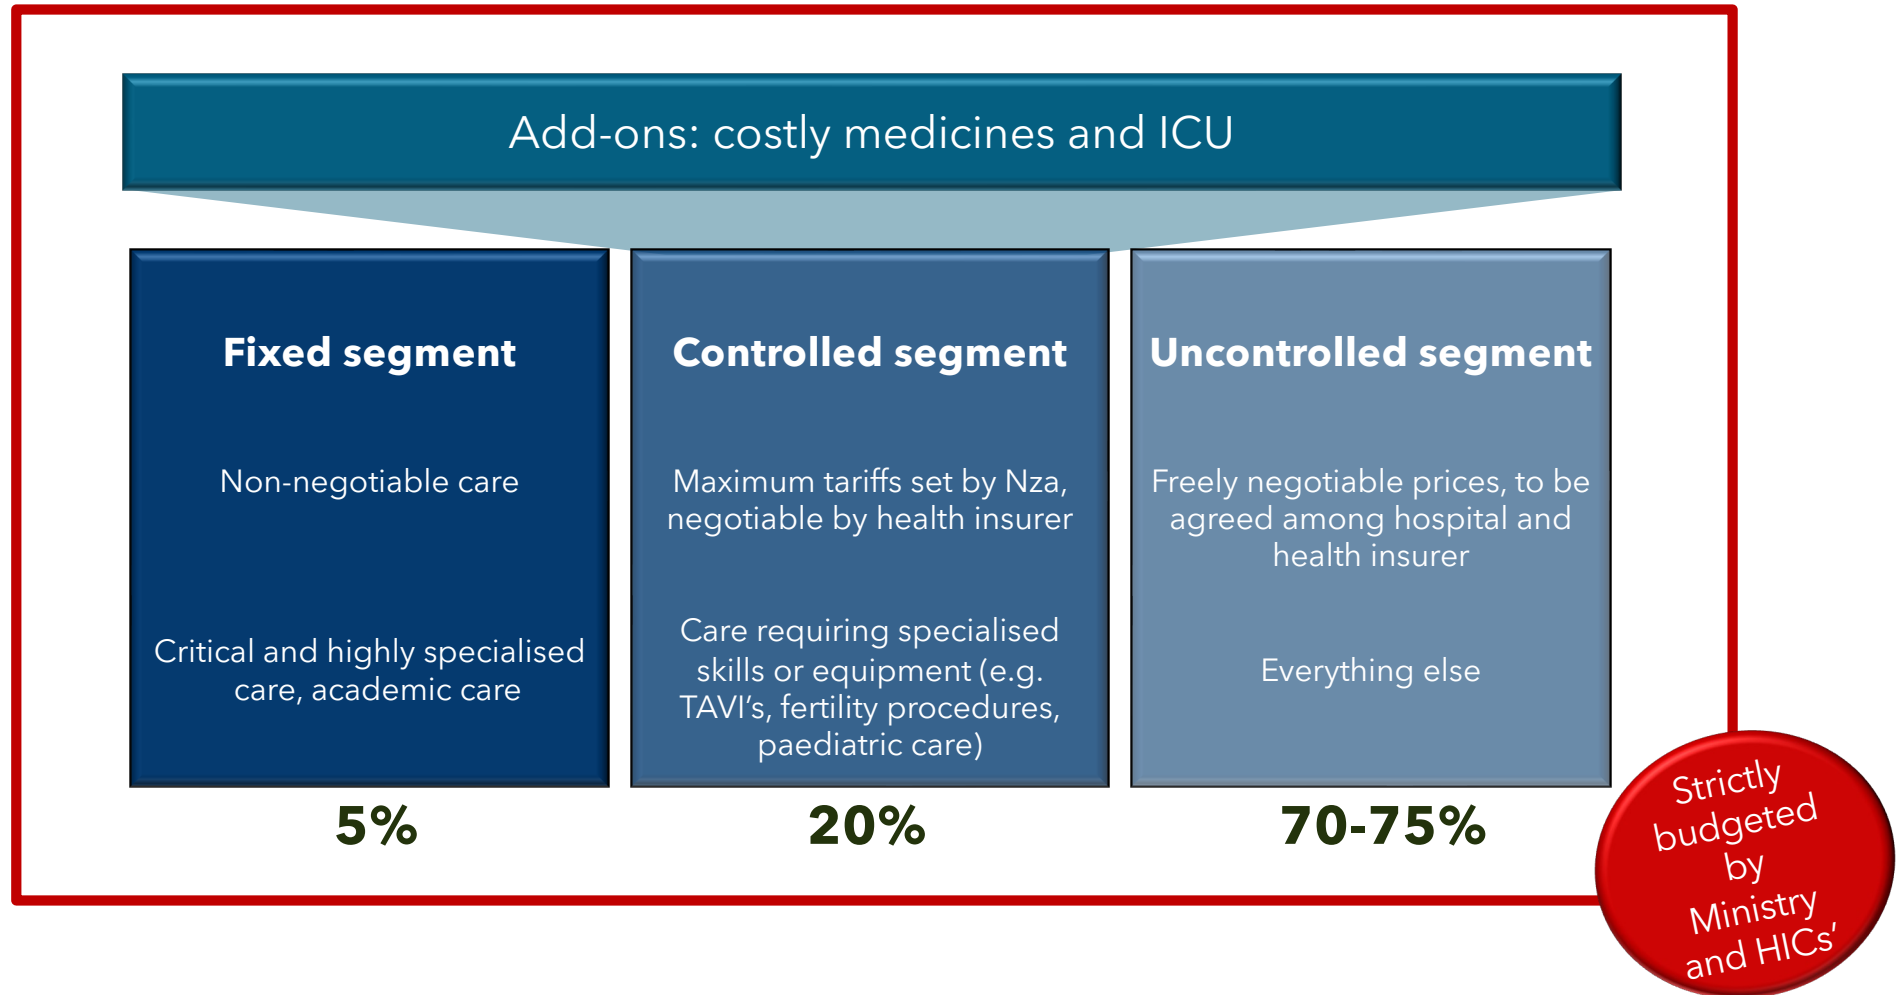 Add-ons: costly medicines and ICU
Fixed segment
Non-negotiable care
Critical and highly specialised
care, academic care
5%
Controlled segment
Maximum tariffs set by Nza,
negotiable by health insurer
Care requiring specialised
skills or equipment (e.g.
TAVI’s, fertility procedures,
paediatric care)
20%
Uncontrolled segment
Freely negotiable prices, to be
agreed among hospital and
health insurer
Everything else
70-75%
Strictly
budgeted
by
Ministry
and HICs’